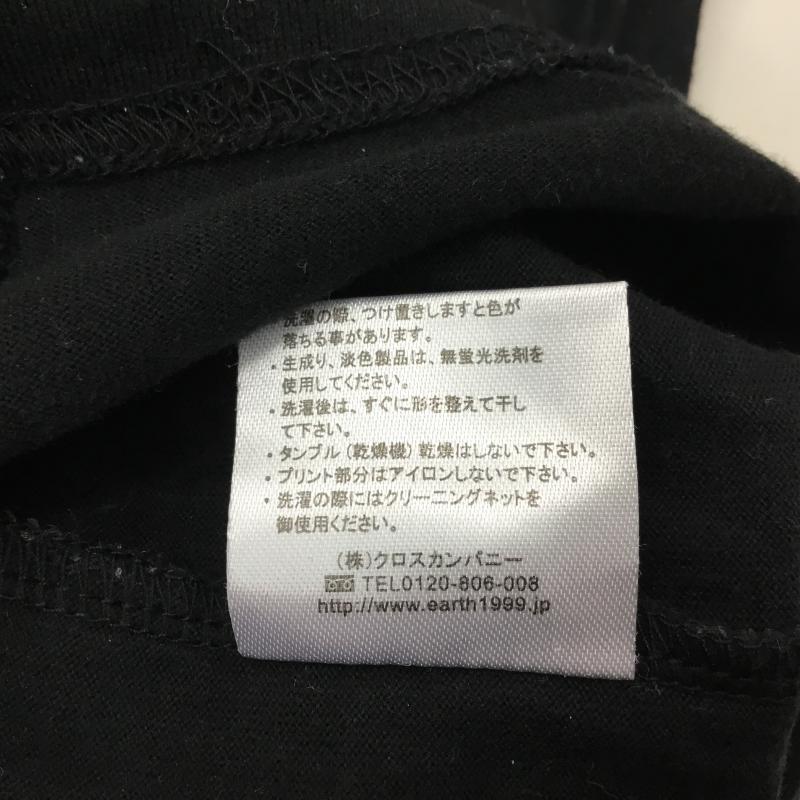 洗濯の際、つけ置きしますと色が
落ちる事があります。
・生成り、淡色製品は、無蛍光洗剤を
使用してください。
・洗濯後は、すぐに形を整えて干し
て下さい。
・タンブル（乾燥機）乾燥はしないで下さい。
・プリント部分はアイロンしないで下さい。
・洗濯の際にはクリーニングネットを
御使用ください。
（株）クロスカンパニー
TEL0120-806-008
http://www.earth1999.jp